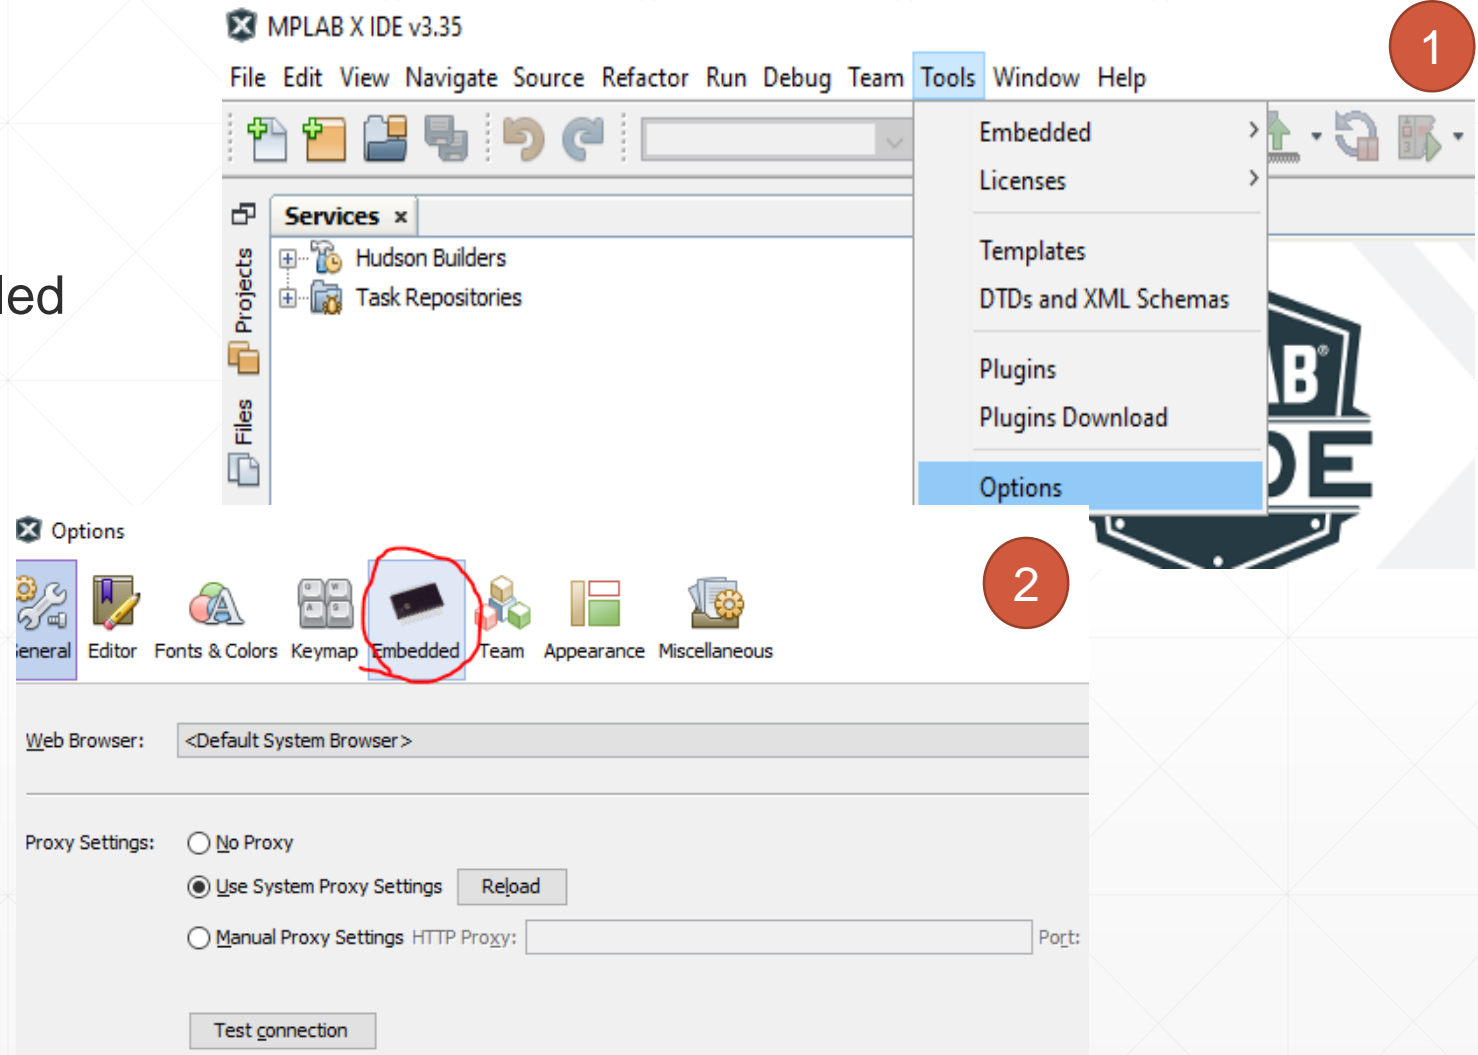 MPLAB X IDE v3.35
1
File Edit View Navigate Source Refactor Run Debug Team Tools Window Help
Embedded
Licenses
Services x
Templates
Hudson Builders
DTDs and XML Schemas
Task Repositories
Projects
led
Plugins
Plugins Download
Files
Options
AB®
DE
Options
2
eneral Editor Fonts & Colors Keymap Embedded Team Appearance Miscellaneous
Web Browser: <Default System Browser>
Proxy Settings: No Proxy
Use System Proxy Settings Reload
Manual Proxy Settings HTTP Proxy: Port:
Test connection